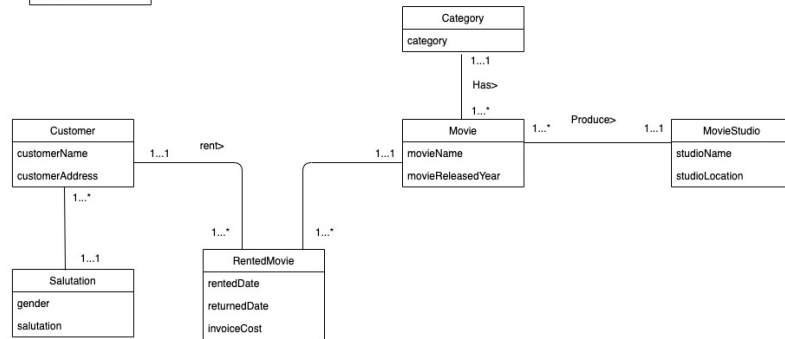 Category
category
1...1
Has>
1...*
Customer
customerName
customerAddress
1...1
rent>
1...1
Movie
movieName
movieReleasedYear
1...*
Produce>
1...1
MovieStudio
studioName
studioLocation
1...*
1...*
1...*
1...1
Salutation
gender
salutation
RentedMovie
rentedDate
returnedDate
invoiceCost